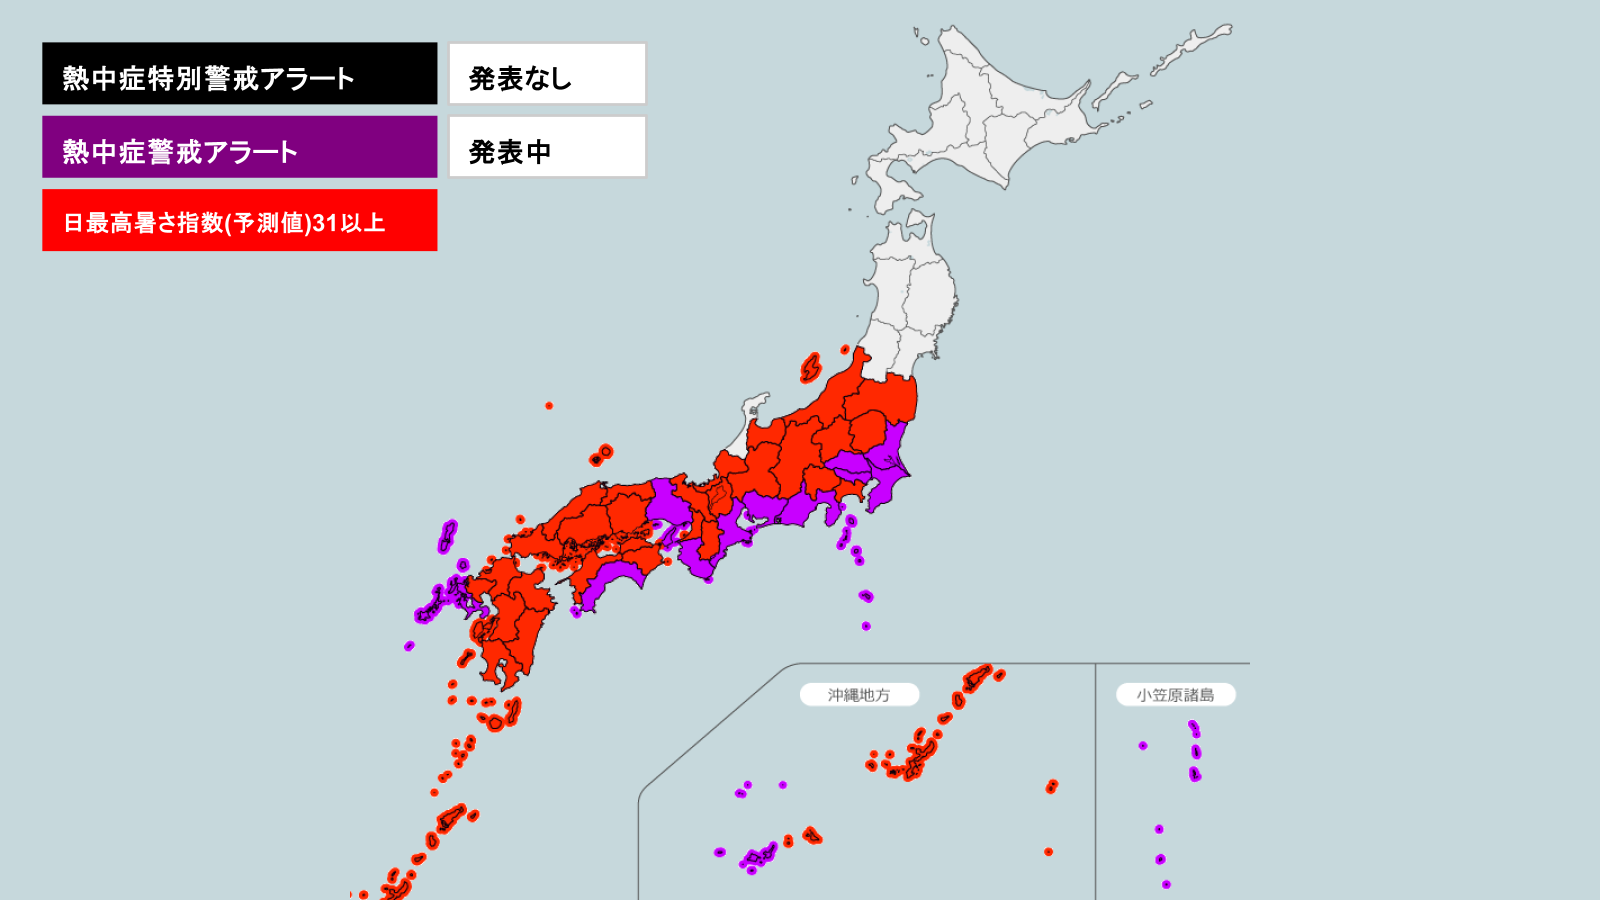 熱中症特別警戒アラート
発表なし
熱中症警戒アラート
発表中
日最高暑さ指数(予測値)31以上
沖縄地方
小笠原諸島